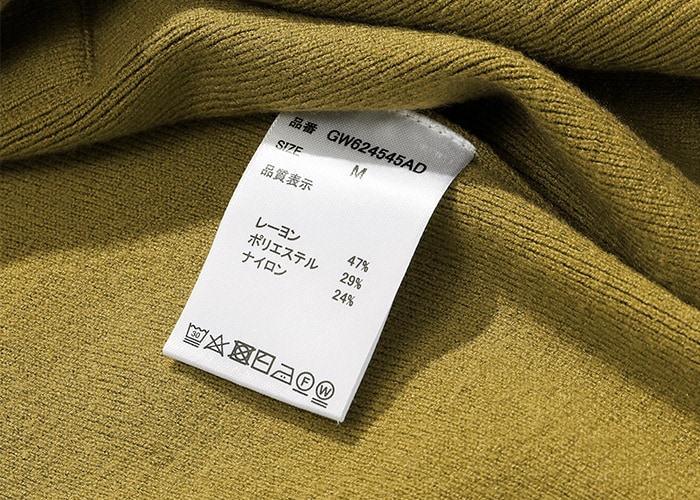 品番 GW624545AD
SIZE M
品質表示
レーヨン 47%
ポリエステル 29%
ナイロン 24%
30 F W